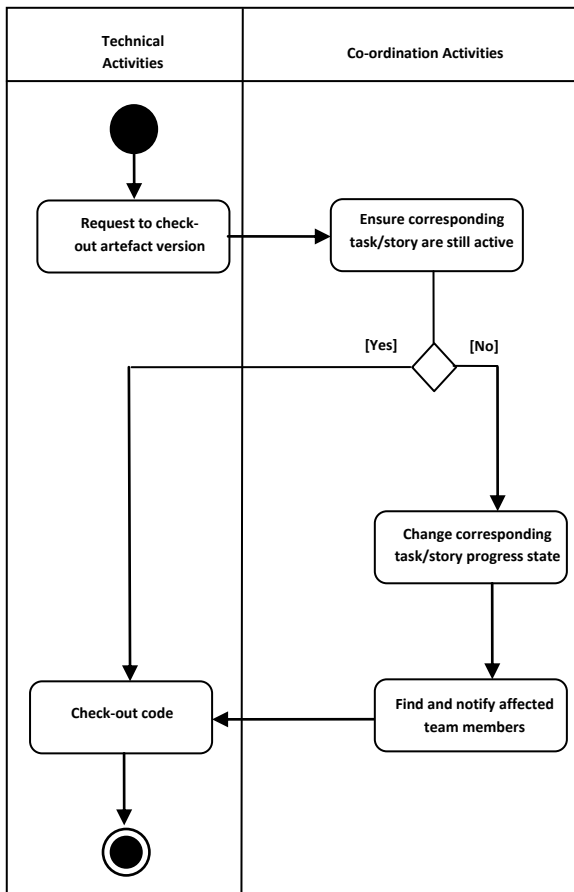 Technical
Activities
Co-ordination Activities
Request to check-
out artefact version
Ensure corresponding
task/story are still active
[Yes]
[No]
Change corresponding
task/story progress state
Check-out code
Find and notify affected
team members